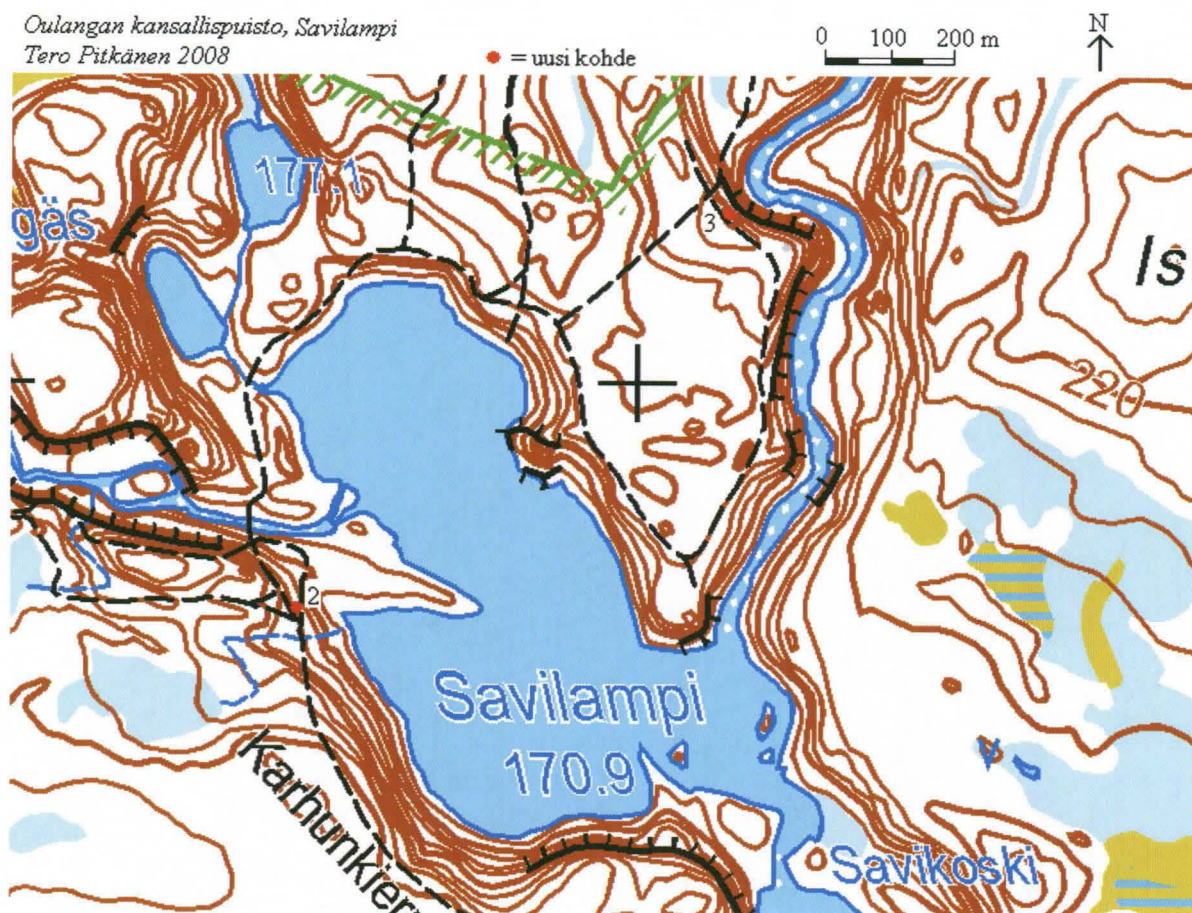 Oulangan kansallispuisto, Savilampi
Tero Pitkänen 2008
= uusi kohde
0 100 200 m
N
177.1
gäs
3
Is
220
2
Savilampi
170.9
Karhunkier
Savikoski